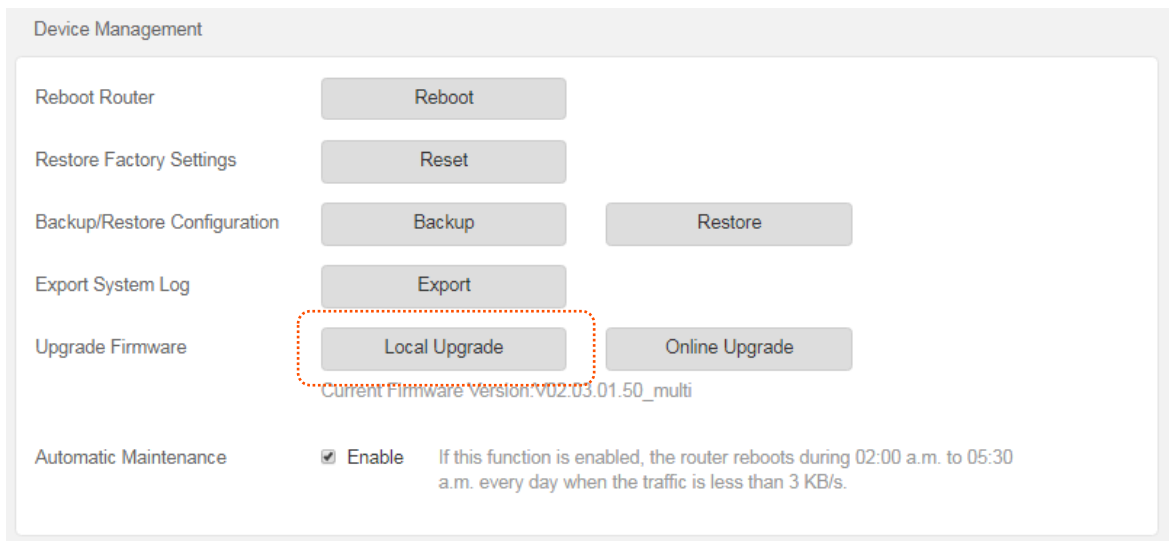 Device Management
Reboot Router Reboot
Restore Factory Settings Reset
Backup/Restore Configuration Backup Restore
Export System Log Export
Upgrade Firmware Local Upgrade Online Upgrade
Current Firmware Version:V02.03.01.50_multi
Automatic Maintenance Enable If this function is enabled, the router reboots during 02:00 a.m. to 05:30
a.m. every day when the traffic is less than 3 KB/s.